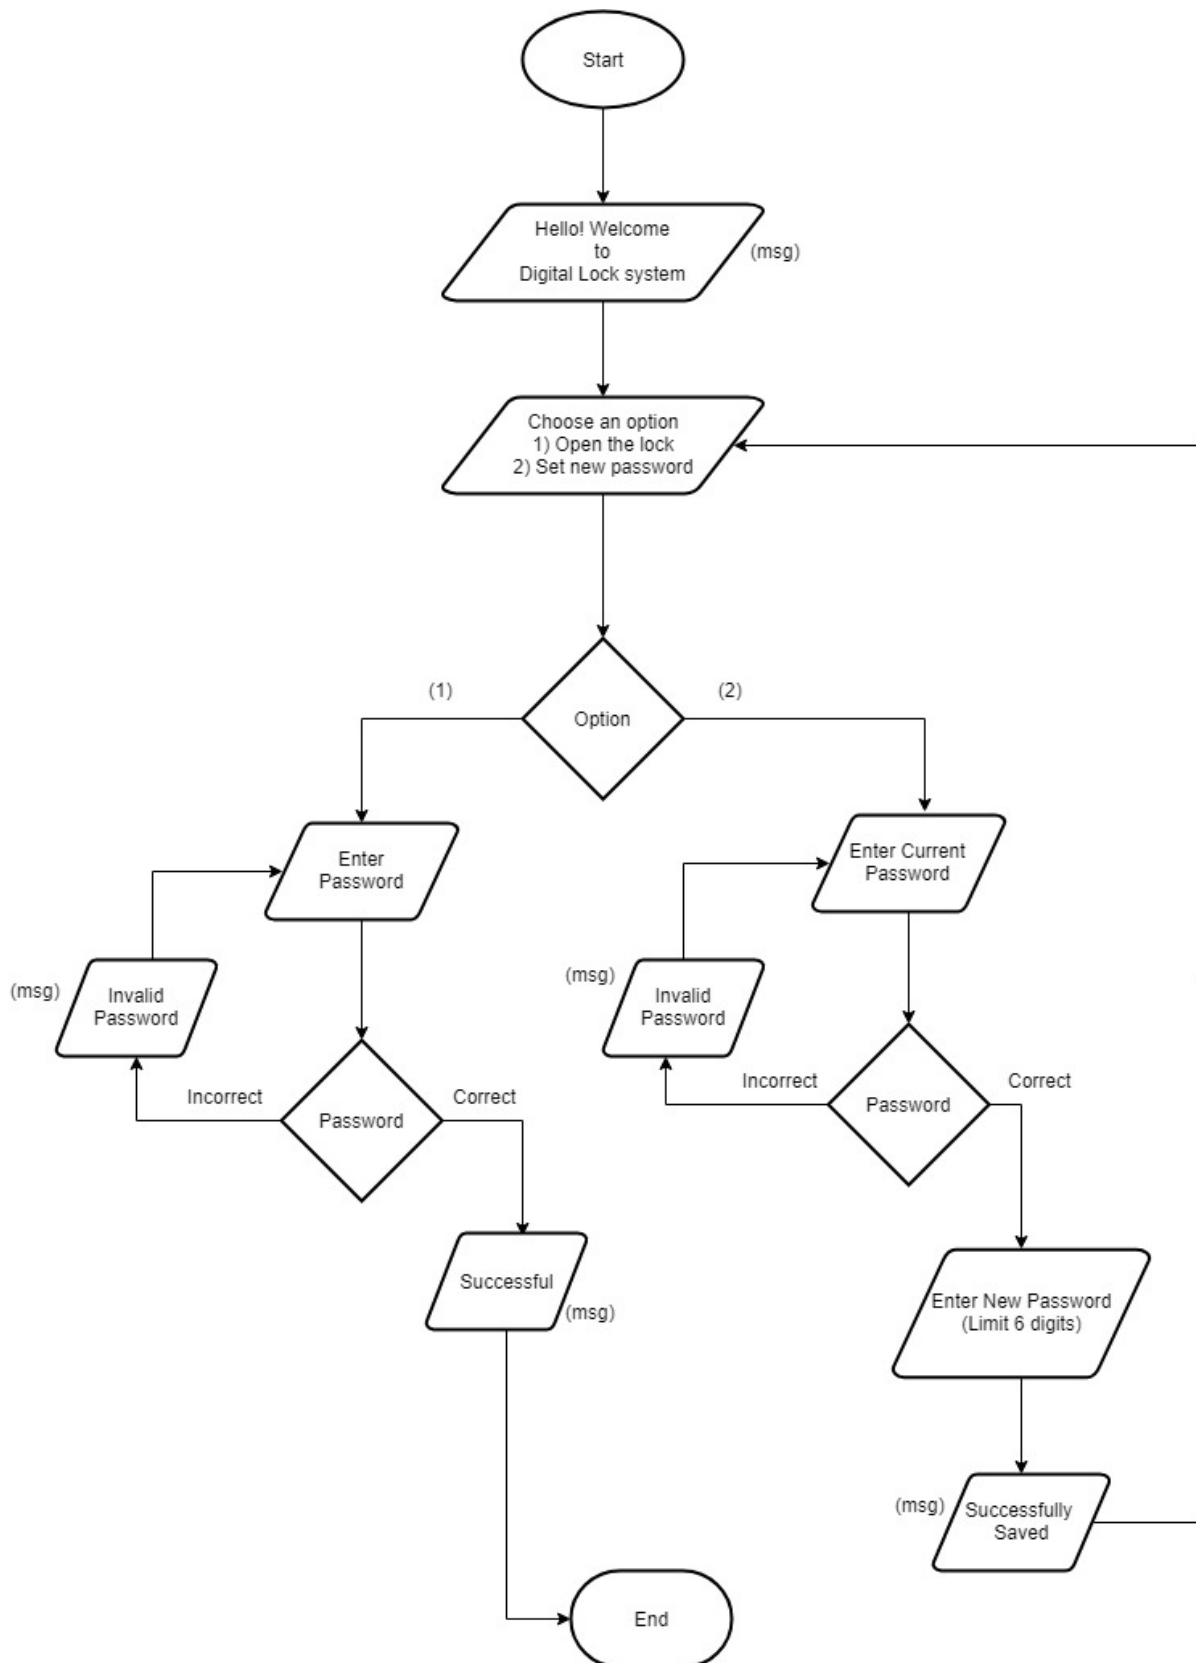 Start
Hello! Welcome
to
Digital Lock system
(msg)
Choose an option
1) Open the lock
2) Set new password
(1)
(2)
Option
Enter
Password
Enter Current
Password
(msg)
Invalid
Password
(msg)
Invalid
Password
Incorrect
Correct
Password
Incorrect
Correct
Password
Successful
(msg)
Enter New Password
(Limit 6 digits)
(msg)
Successfully
Saved
End